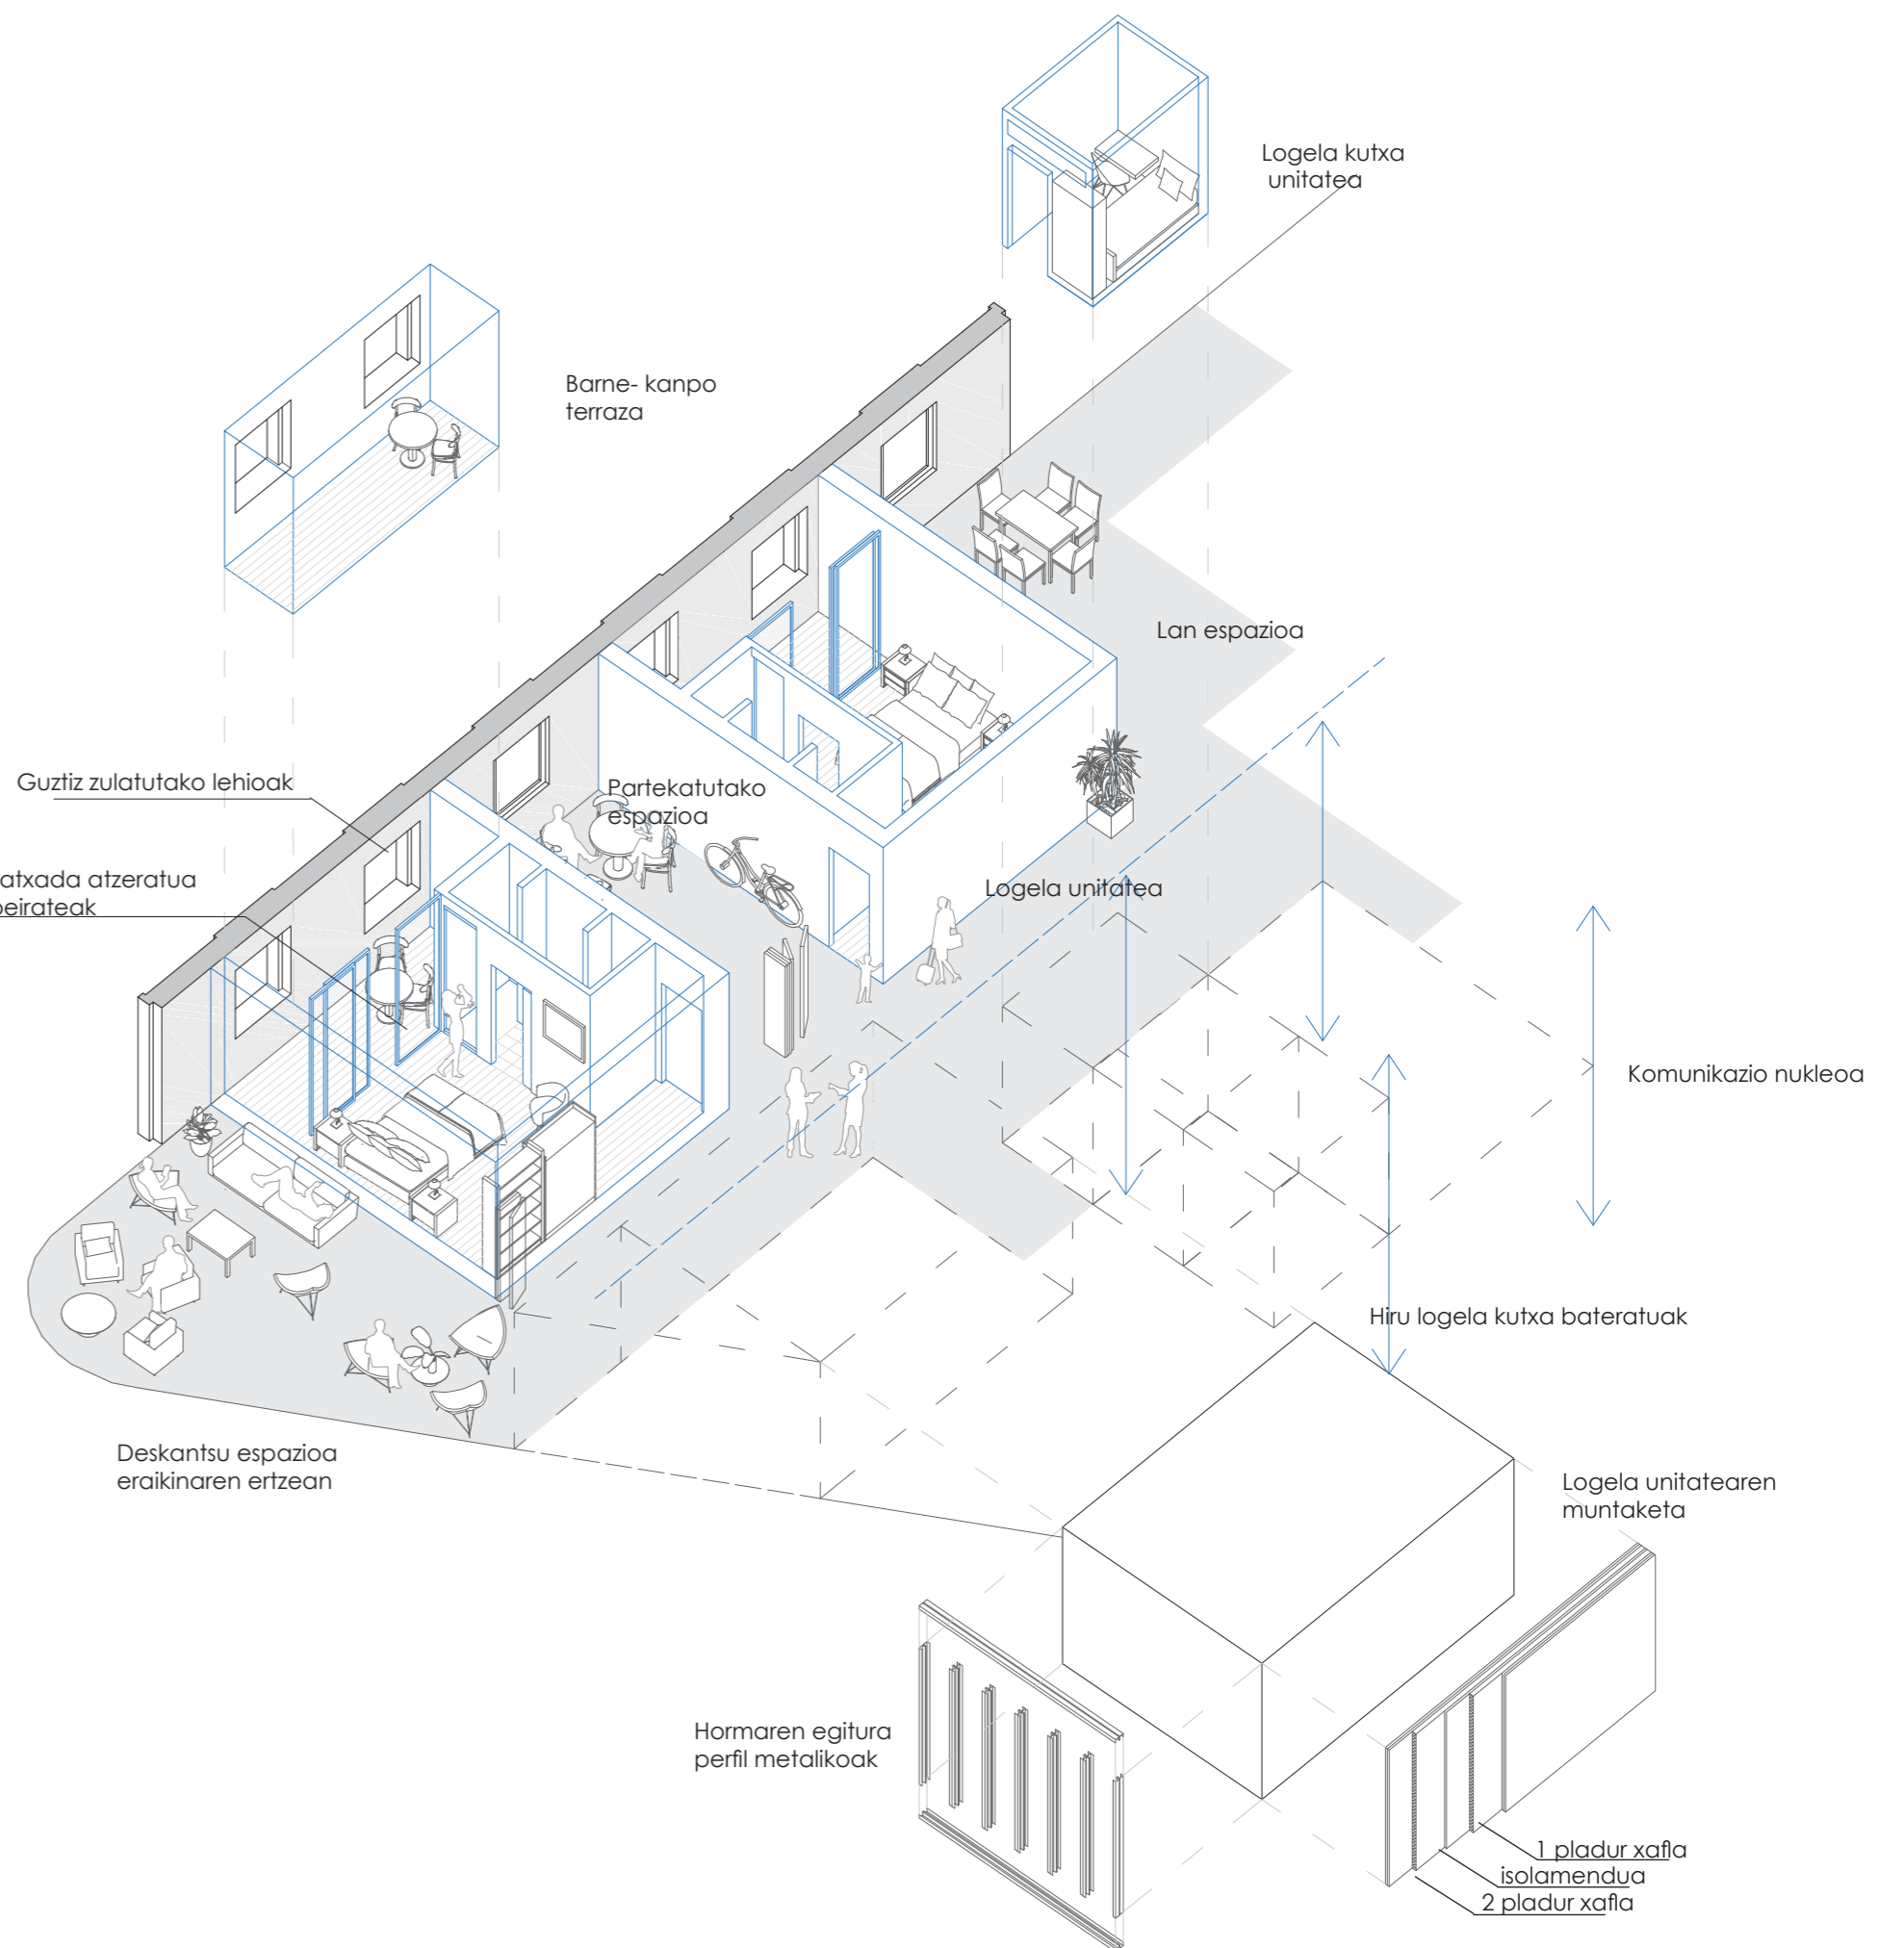 Logela kutxa
unitatea
Barne- kanpo
terraza
Lan espazioa
Guztiz zulatutako lehioak
Partekatutako
espazioa
atxada atzeratua
beirateak
Logela unitatea
Komunikazio nukleoa
Hiru logela kutxa bateratuak
Deskantsu espazioa
eraikinaren ertzean
Logela unitatearen
muntaketa
Hormaren egitura
perfil metalikoak
1 pladur xafla
isolamendua
2 pladur xafla